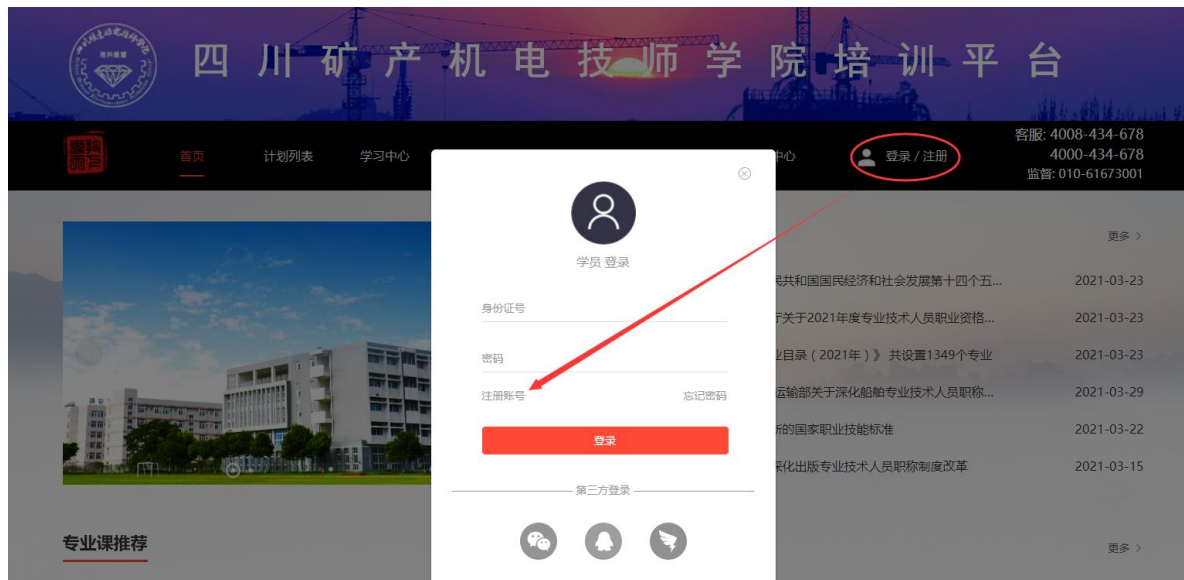 四川矿产机电技师学院培训平台
客服: 4008-434-678
4000-434-678
监督: 010-61673001
首页 计划列表 学习中心 中心 登录 / 注册
学员 登录
身份证号
密码
注册账号 忘记密码
登录
第三方登录
更多 >
民共和国国民经济和社会发展第十四个五... 2021-03-23
于关于2021年度专业技术人员职业资格... 2021-03-23
业目录（2021年）》 共设置1349个专业 2021-03-23
运输部关于深化船舶专业技术人员职称... 2021-03-29
新的国家职业技能标准 2021-03-22
深化出版专业技术人员职称制度改革 2021-03-15
专业课推荐 更多 >